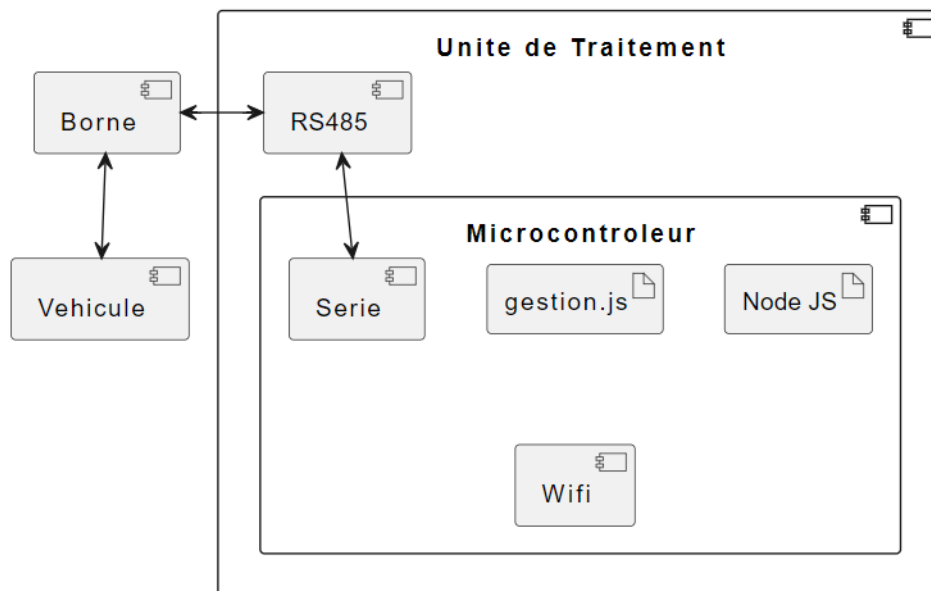 Unite de Traitement
Borne
RS485
Microcontroleur
Vehicule
Serie
gestion.js
Node JS
Wifi